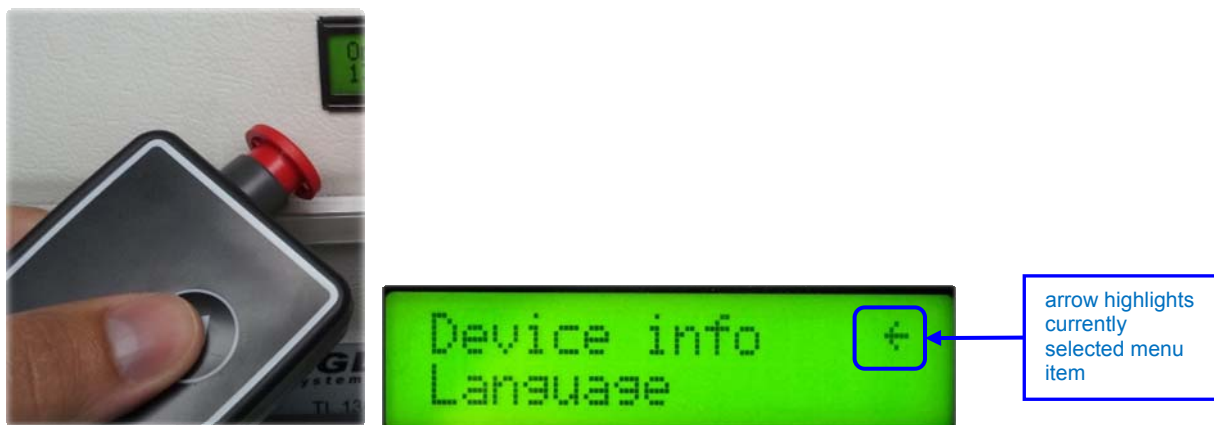 Device info ←
Language
arrow highlights
currently
selected menu
item